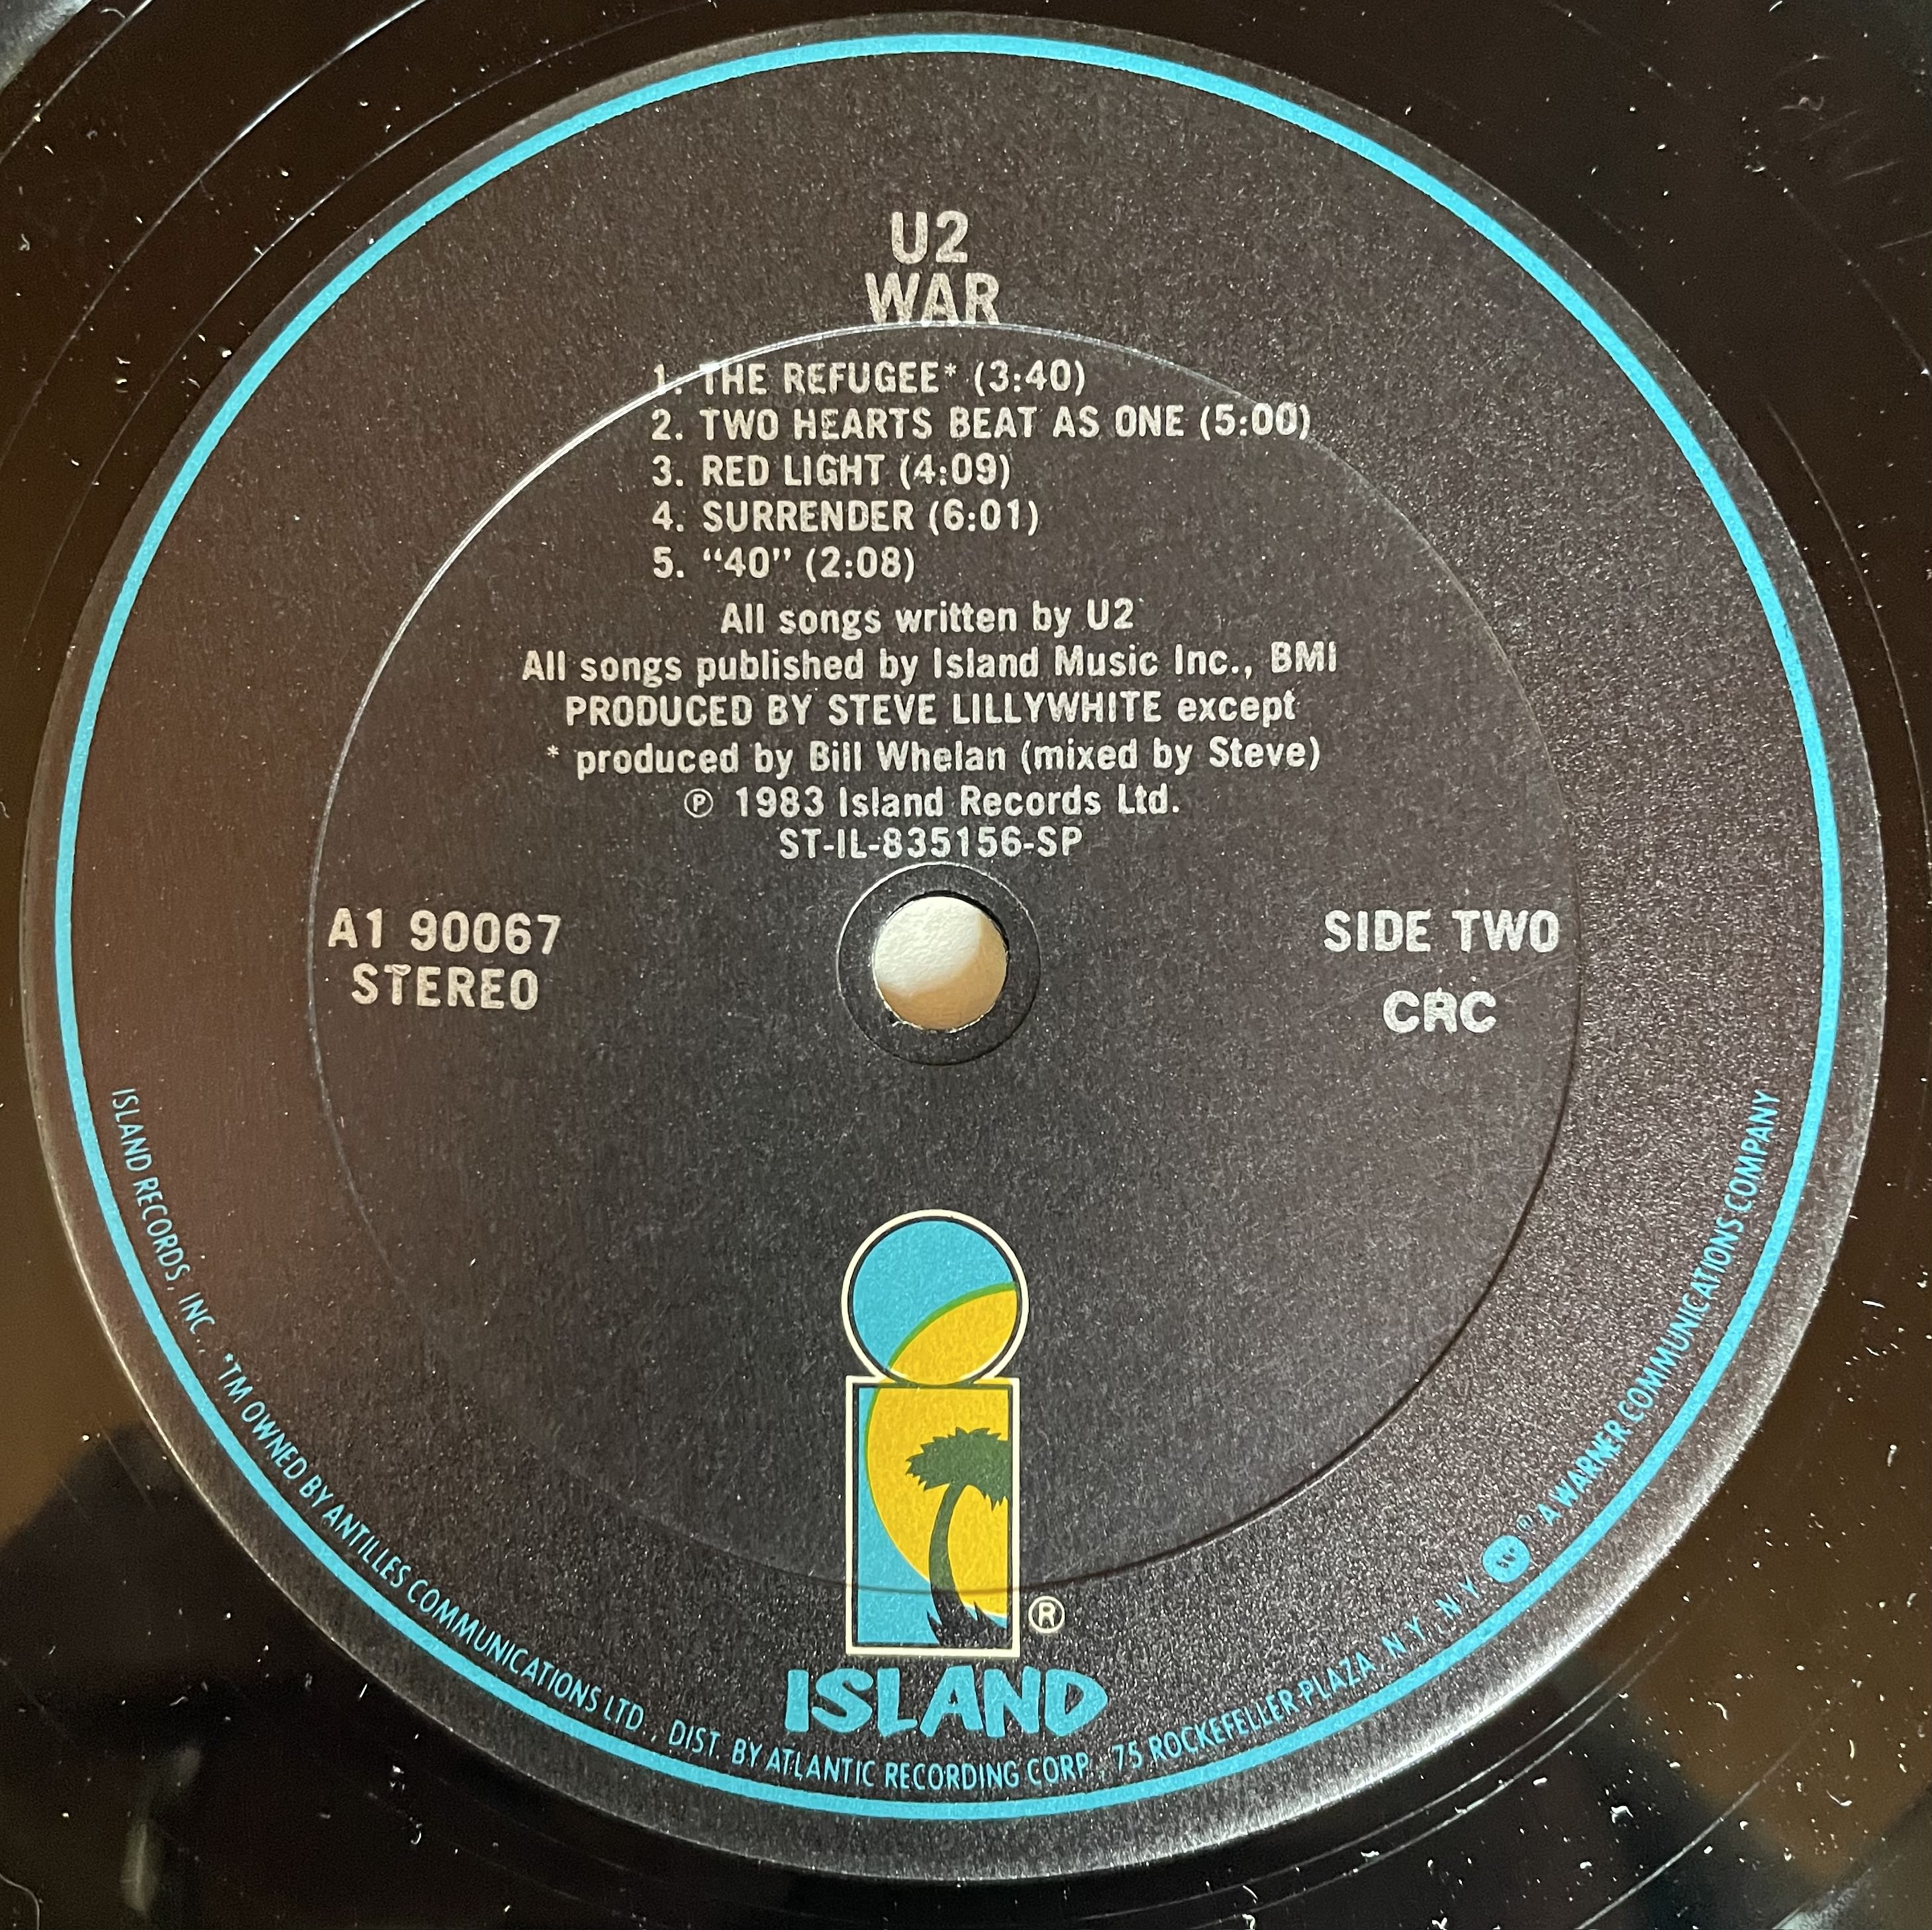 U2
WAR
1. THE REFUGEE* (3:40)
2. TWO HEARTS BEAT AS ONE (5:00)
3. RED LIGHT (4:09)
4. SURRENDER (6:01)
5. “40” (2:08)
All songs written by U2
All songs published by Island Music Inc., BMI
PRODUCED BY STEVE LILLYWHITE except
* produced by Bill Whelan (mixed by Steve)
℗ 1983 Island Records Ltd.
ST-IL-835156-SP
A1 90067
STEREO
SIDE TWO
CRC
®
ISLAND
ISLAND RECORDS, INC., *TM OWNED BY ANTILLES COMMUNICATIONS LTD., DIST. BY ATLANTIC RECORDING CORP., 75 ROCKEFELLER PLAZA, N.Y., N.Y. ® A WARNER COMMUNICATIONS COMPANY